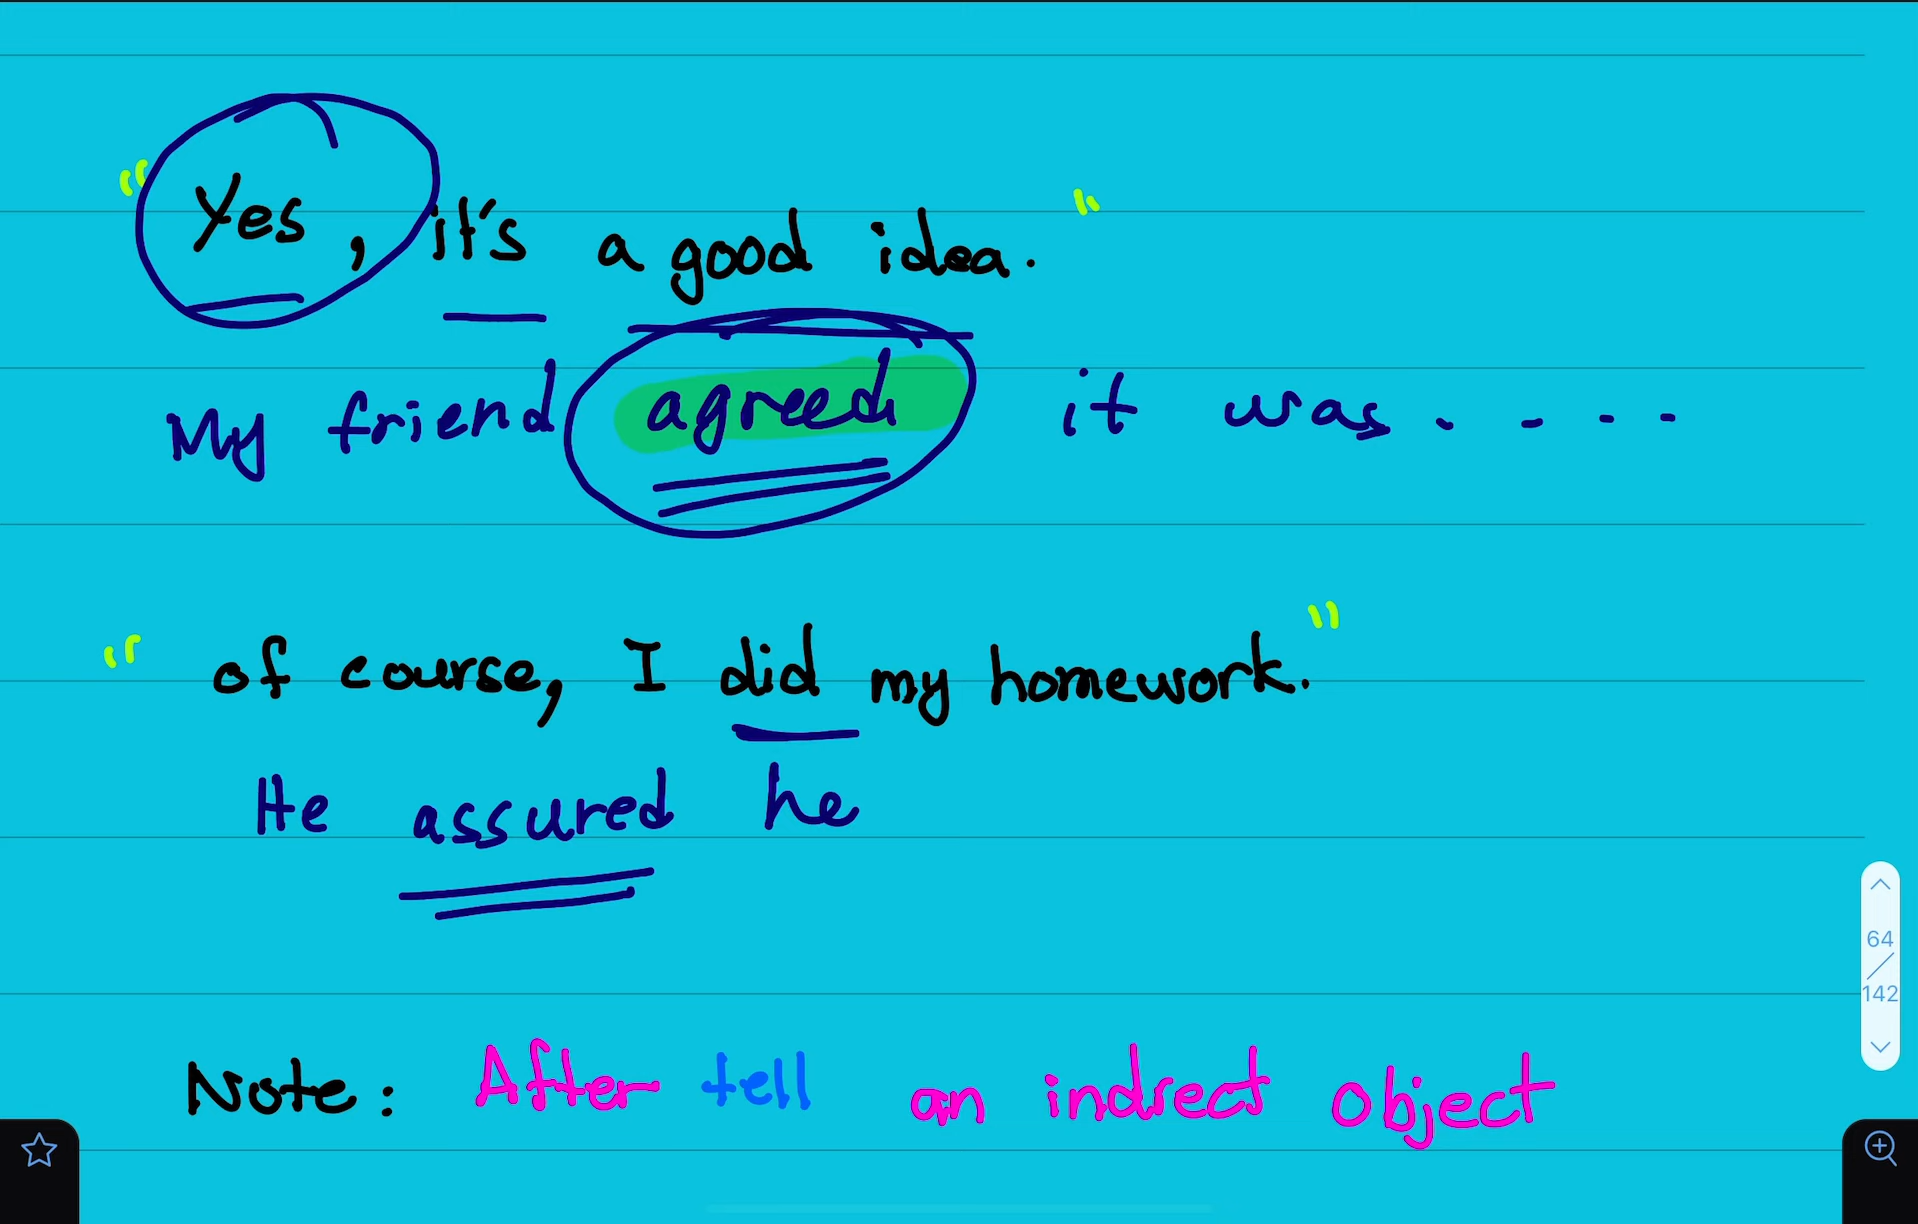 "Yes, it's a good idea."
My friend agreed it was....
"of course, I did my homework."
He assured he
64
142
Note: After tell an indrect object